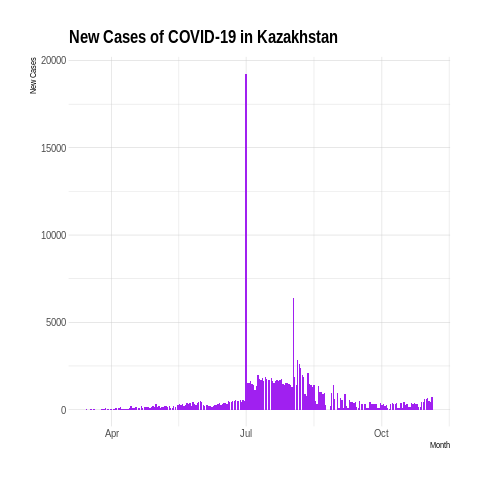 New Cases of COVID-19 in Kazakhstan
New Cases
20000
15000
10000
5000
0
Apr
Jul
Oct
Month